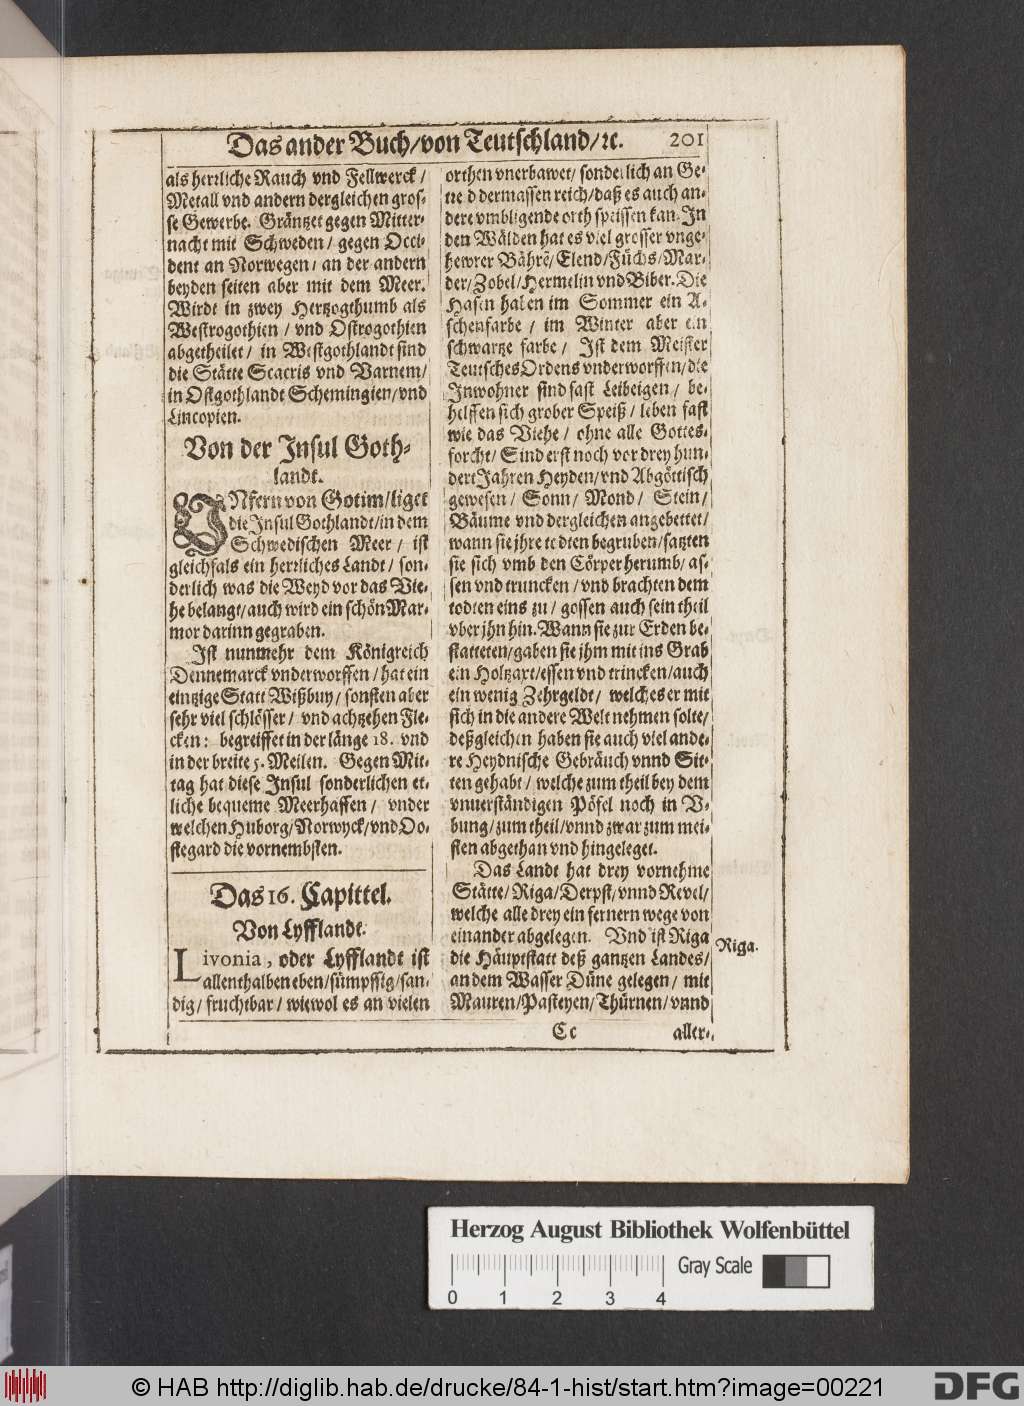 Das ander Buch/von Teutschland/ꝛc. 201
als herrliche Rauch vnd Fellwerck/
Metall vnd andern dergleichen gros-
se Gewerbe. Gräntzet gegen Mitter-
nacht mit Schweden/ gegen Occi-
dent an Norwegen/ an der andern
beyden seiten aber mit dem Meer.
Wirdt in zwey Hertzogthumb als
Westrogothien/ vnd Ostrogothien
abgetheilet/ in Westgothlandt sind
die Stätte Scacris vnd Varnem/
in Ostgothlandt Schemingien/vnd
Lincopien.
Von der Insul Goth-
landt.
VNfern von Gotim/liget
die Insul Gothlandt/in dem
Schwedischen Meer/ ist
gleichfals ein herrliches Landt/ son-
derlich was die Weyd vor das Vie-
he belangt/auch wird ein schön Mar-
mor darinn gegraben.
Ist nunmehr dem Königreich
Dennemarck vnderworffen/hat ein
eintzige Statt Wißbuy/ sonsten aber
sehr viel schlösser/ vnd achtzehen Fle-
cken: begreiffet in der länge 18. vnd
in der breite 5. Meilen. Gegen Mit-
tag hat diese Insul sonderlichen et-
liche bequeme Meerhaffen/ vnder
welchen Huborg/Norwyck/vnd Oo-
stegard die vornembsten.
Das 16. Capittel.
Von Lyfflandt.
Livonia, oder Lyfflandt ist
allenthalben eben/sümpffig/san-
dig/ fruchtbar/ wiewol es an vielen
orthen vnerbawet/ sonderlich an Ge-
tre d dermassen reich/daß es auch an-
dere vmbligende orth speissen kan. In
den Wälden hat es viel grosser vnge-
hewrer Bähre/Elend/Füchs/Mar-
der/Zobel/Hermelin vnd Biber. Die
Hasen haben im Sommer ein A-
schenfarbe/ im Winter aber ein
schwartze farbe/ Ist dem Meister
Teutsches Ordens vnderworffen/die
Inwohner sind fast Leibeigen/ be-
helffen sich grober Speiß/ leben fast
wie das Viehe/ ohne alle Gottes-
forcht/ Sind erst noch vor drey hun-
dert Jahren Heyden/vnd Abgöttisch
gewesen/ Sonn/ Mond/ Stein/
Bäume vnd dergleichen angebettet/
wann sie jhre todten begruben/satzten
sie sich vmb den Cörper herumb/ as-
sen vnd truncken/ vnd brachten dem
todten eins zu/ gossen auch sein theil
vber jhn hin. Wann sie zur Erden be-
statteten/gaben sie jhm mit ins Grab
ein Holtzaxt/essen vnd trincken/auch
ein wenig Zehrgeldt/ welches er mit
sich in die andere Welt nehmen solte/
deßgleichen haben sie auch viel ande-
re Heydnische Gebräuch vnnd Sit-
ten gehabt/ welche zum theil bey dem
vnuerständigen Pöfel noch in V-
bung/zum theil/vnnd zwar zum mei-
sten abgethan vnd hingeleget.
Das Landt hat drey vornehme
Stätte/Riga/Derpst/vnnd Revel/
welche alle drey ein fernern wege von
einander abgelegen. Vnd ist Riga
die Häuptstatt deß gantzen Landes/
an dem Wasser Düne gelegen/ mit
Mauren/Pasteyen/Thürnen/vnnd
Riga.
Cc aller-
Herzog August Bibliothek Wolfenbüttel
Gray Scale
0 1 2 3 4
© HAB http://diglib.hab.de/drucke/84-1-hist/start.htm?image=00221
DFG